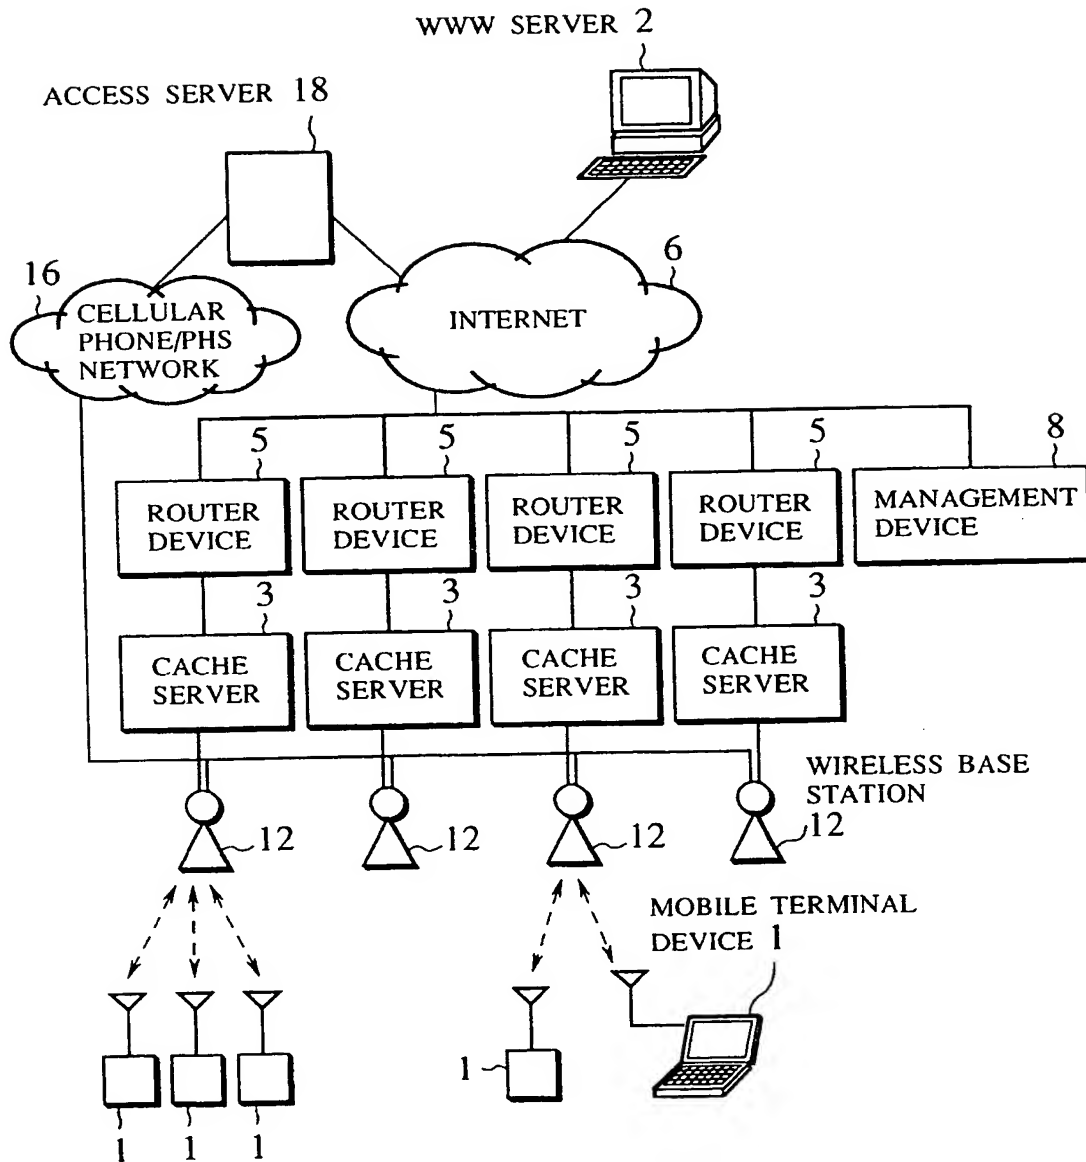 WWW SERVER 2
ACCESS SERVER 18
16
CELLULAR
PHONE/PHS
NETWORK
6
INTERNET
5
5
5
5
8
ROUTER
DEVICE
ROUTER
DEVICE
ROUTER
DEVICE
ROUTER
DEVICE
MANAGEMENT
DEVICE
3
3
3
3
CACHE
SERVER
CACHE
SERVER
CACHE
SERVER
CACHE
SERVER
WIRELESS BASE
STATION
12
12
12
12
MOBILE TERMINAL
DEVICE 1
1
1
1
1